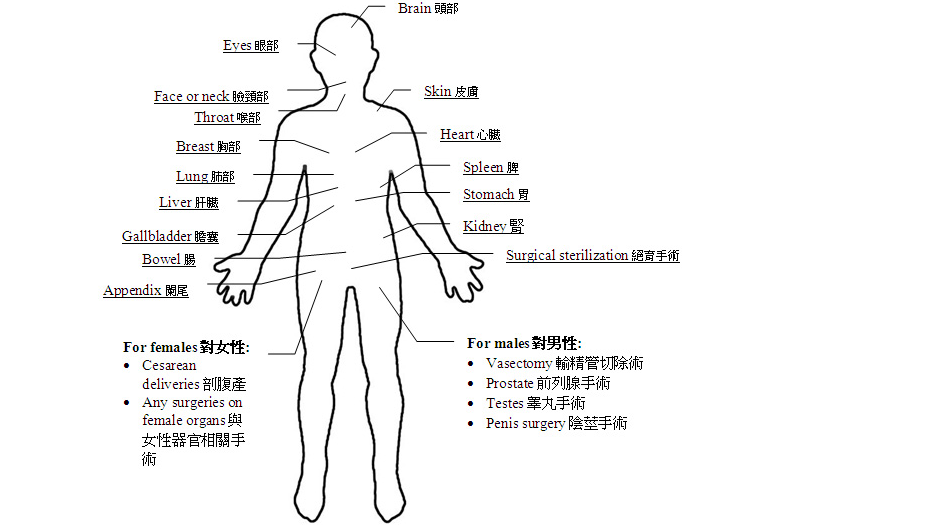 Brain 頭部
Eyes 眼部
Face or neck 臉頸部
Throat 喉部
Breast 胸部
Lung 肺部
Liver 肝臟
Gallbladder 膽囊
Bowel 腸
Appendix 闌尾
Skin 皮膚
Heart 心臟
Spleen 脾
Stomach 胃
Kidney 腎
Surgical sterilization 絕育手術
For females 對女性:
• Cesarean
deliveries 剖腹產
• Any surgeries on
female organs 與
女性器官相關手
術
For males 對男性:
• Vasectomy 輸精管切除術
• Prostate 前列腺手術
• Testes 睾丸手術
• Penis surgery 陰莖手術